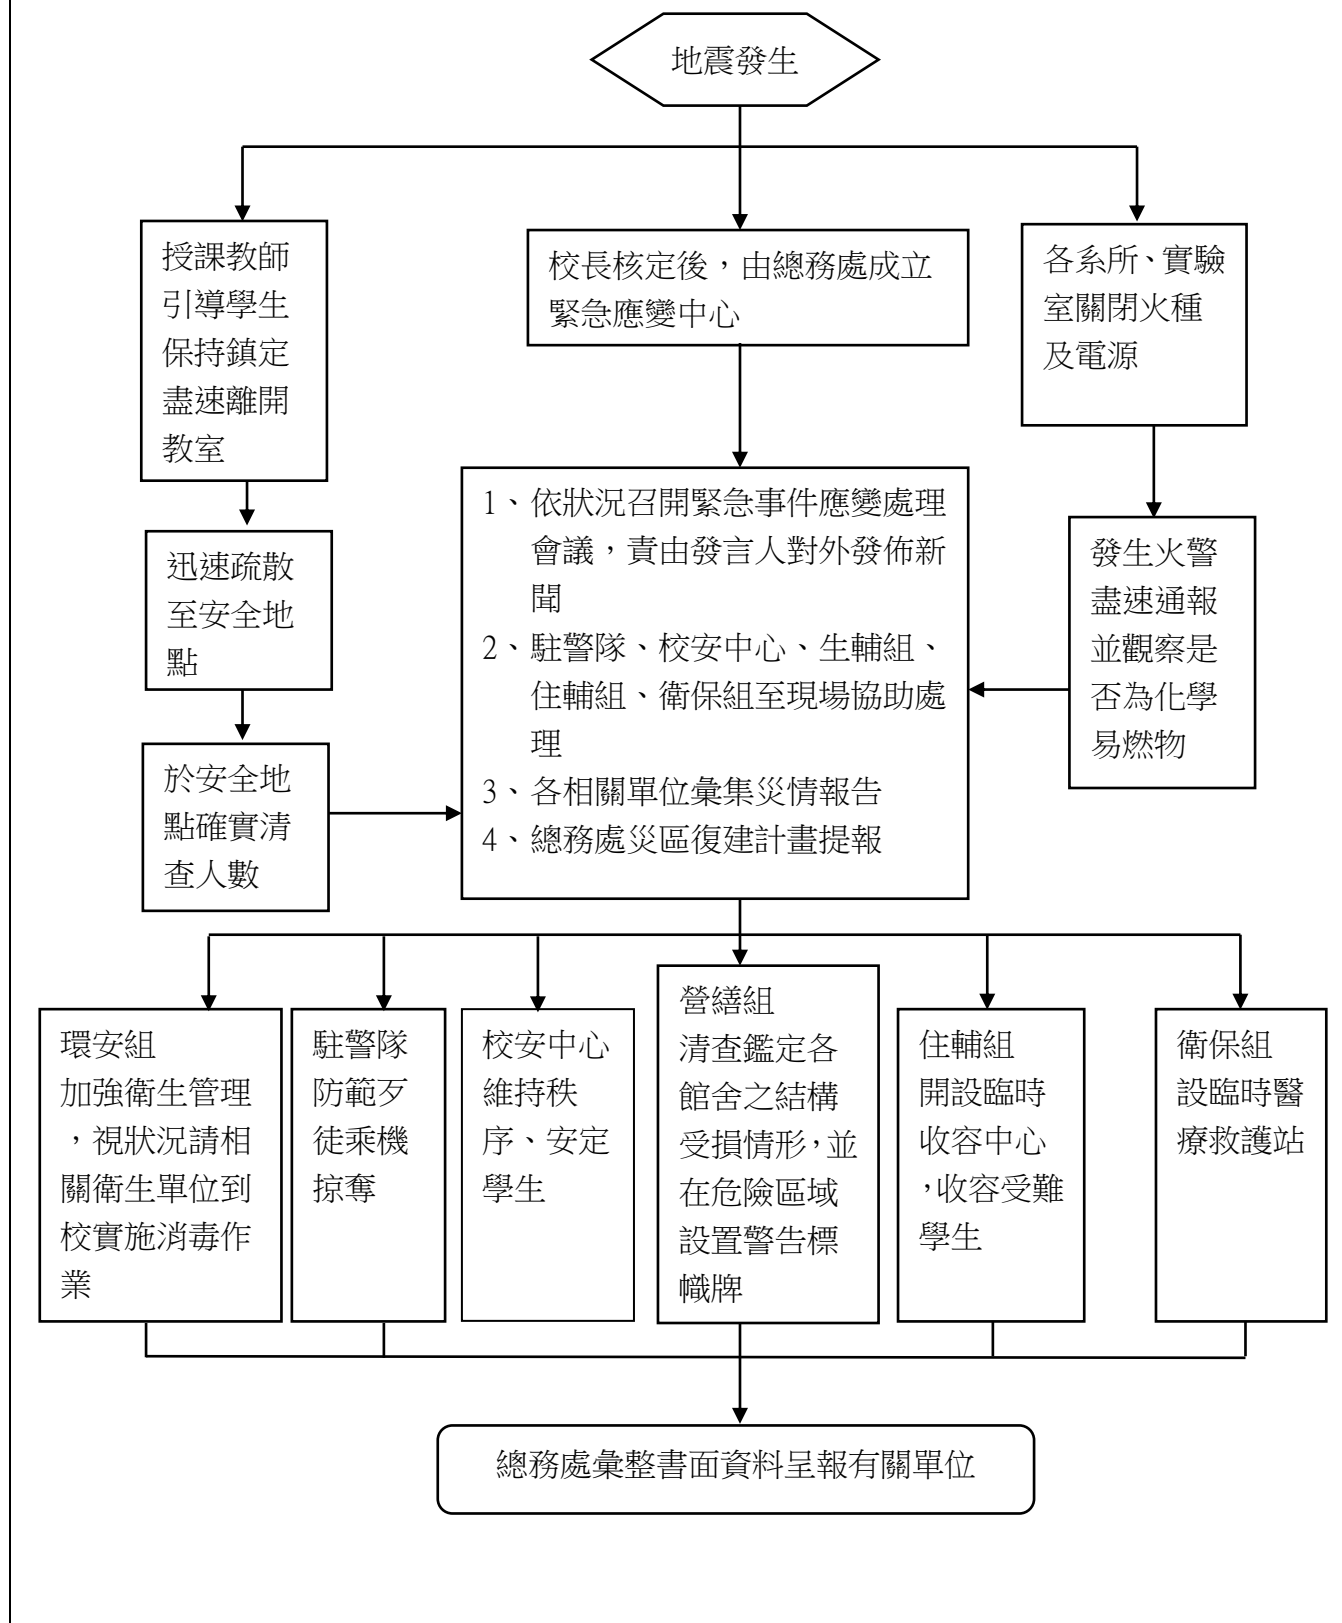 地震發生
授課教師
引導學生
保持鎮定
盡速離開
教室
校長核定後，由總務處成立
緊急應變中心
各系所、實驗
室關閉火種
及電源
迅速疏散
至安全地
點
於安全地
點確實清
查人數
1、依狀況召開緊急事件應變處理
會議，責由發言人對外發佈新
聞
2、駐警隊、校安中心、生輔組、
住輔組、衛保組至現場協助處
理
3、各相關單位彙集災情報告
4、總務處災區復建計畫提報
發生火警
盡速通報
並觀察是
否為化學
易燃物
環安組
加強衛生管理
，視狀況請相
關衛生單位到
校實施消毒作
業
駐警隊
防範歹
徒乘機
掠奪
校安中心
維持秩
序、安定
學生
營繕組
清查鑑定各
館舍之結構
受損情形，並
在危險區域
設置警告標
幟牌
住輔組
開設臨時
收容中心
，收容受難
學生
衛保組
設臨時醫
療救護站
總務處彙整書面資料呈報有關單位